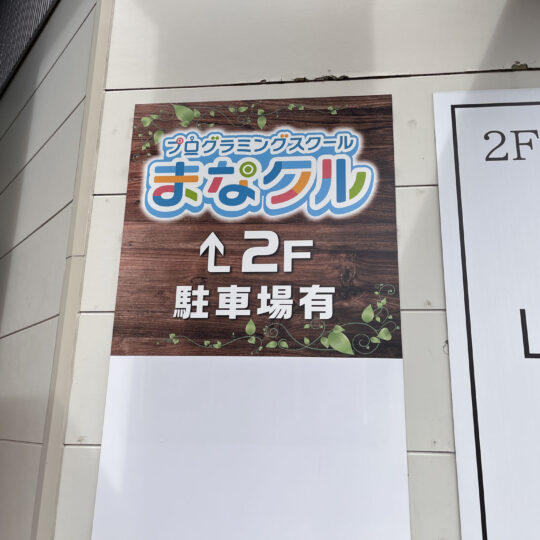 プログラミングスクール
まなクル
↑2F
駐車場有
2F
L